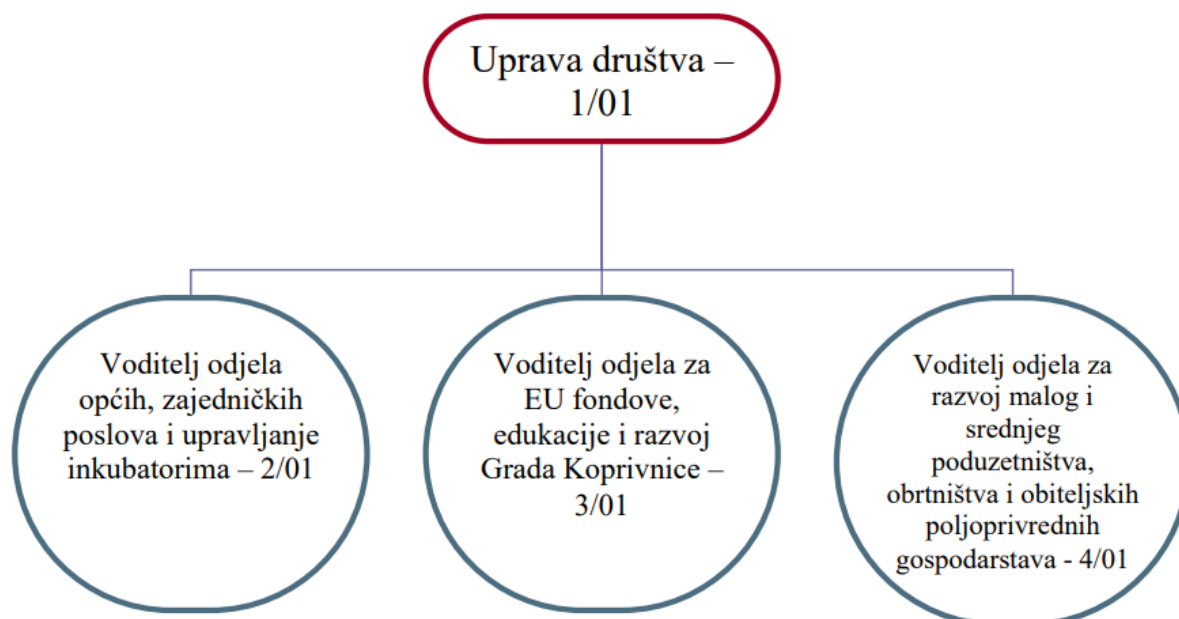 Uprava društva –
1/01
Voditelj odjela
općih, zajedničkih
poslova i upravljanje
inkubatorima – 2/01
Voditelj odjela za
EU fondove,
edukacije i razvoj
Grada Koprivnice –
3/01
Voditelj odjela za
razvoj malog i
srednjeg
poduzetništva,
obrtništva i obiteljskih
poljoprivrednih
gospodarstava - 4/01